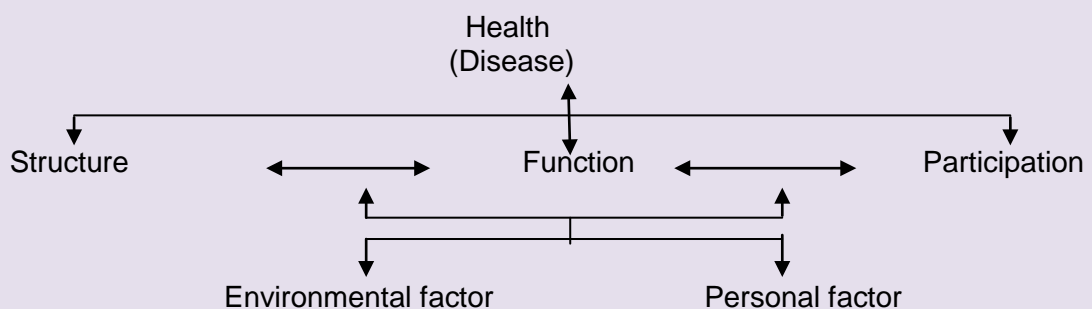 Health
(Disease)
Structure Function Participation
Environmental factor Personal factor